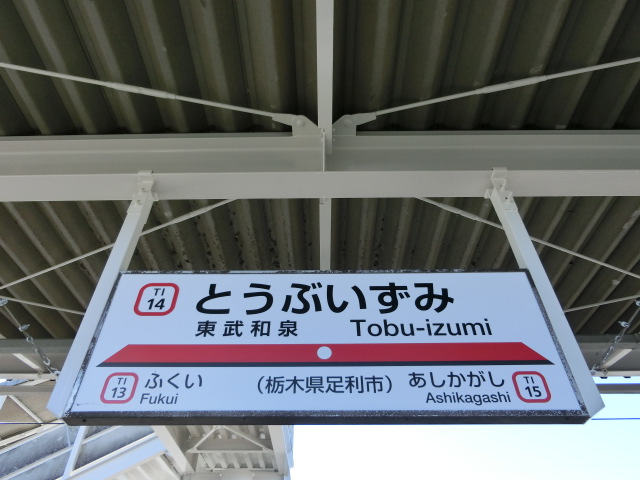 TI
14
とうぶいずみ
東武和泉 Tobu-izumi
TI
13
ふくい
Fukui
（栃木県足利市）
あしかがし
Ashikagashi
TI
15